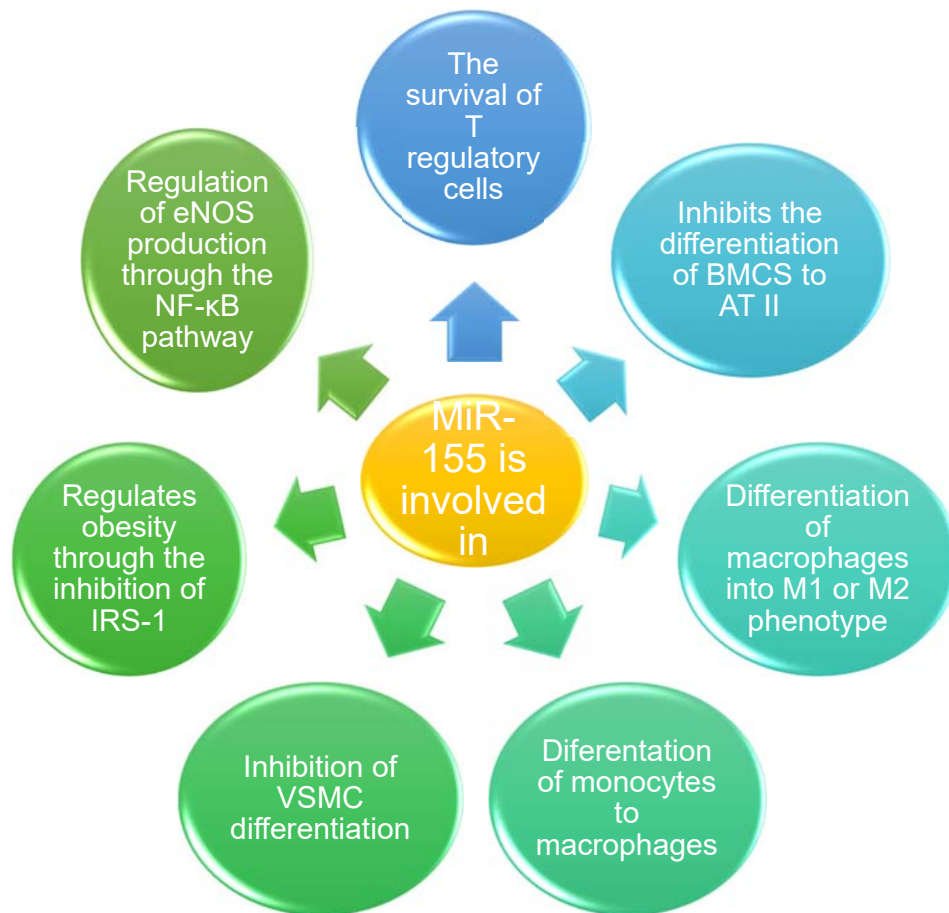 The
survival of
T
regulatory
cells
Inhibits the
differentiation
of BMCS to
AT II
Differentiation
of
macrophages
into M1 or M2
phenotype
Diferentation
of monocytes
to
macrophages
Inhibition of
VSMC
differentiation
Regulates
obesity
through the
inhibition of
IRS-1
Regulation
of eNOS
production
through the
NF-κB
pathway
MiR-
155 is
involved
in